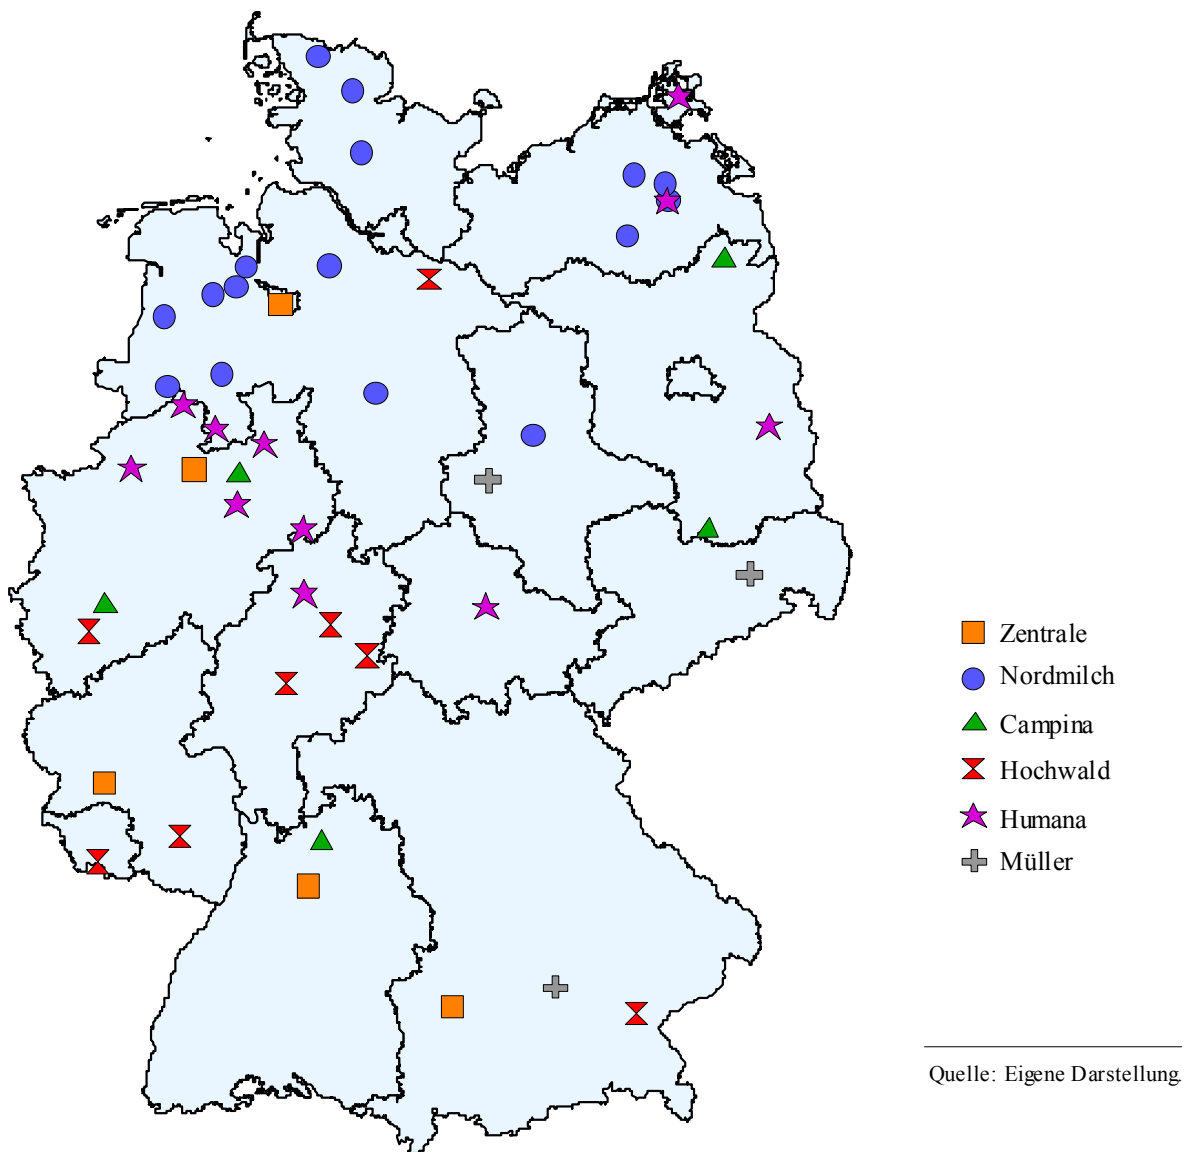 Zentrale
Nordmilch
Campina
Hochwald
Humana
Müller
Quelle: Eigene Darstellung.